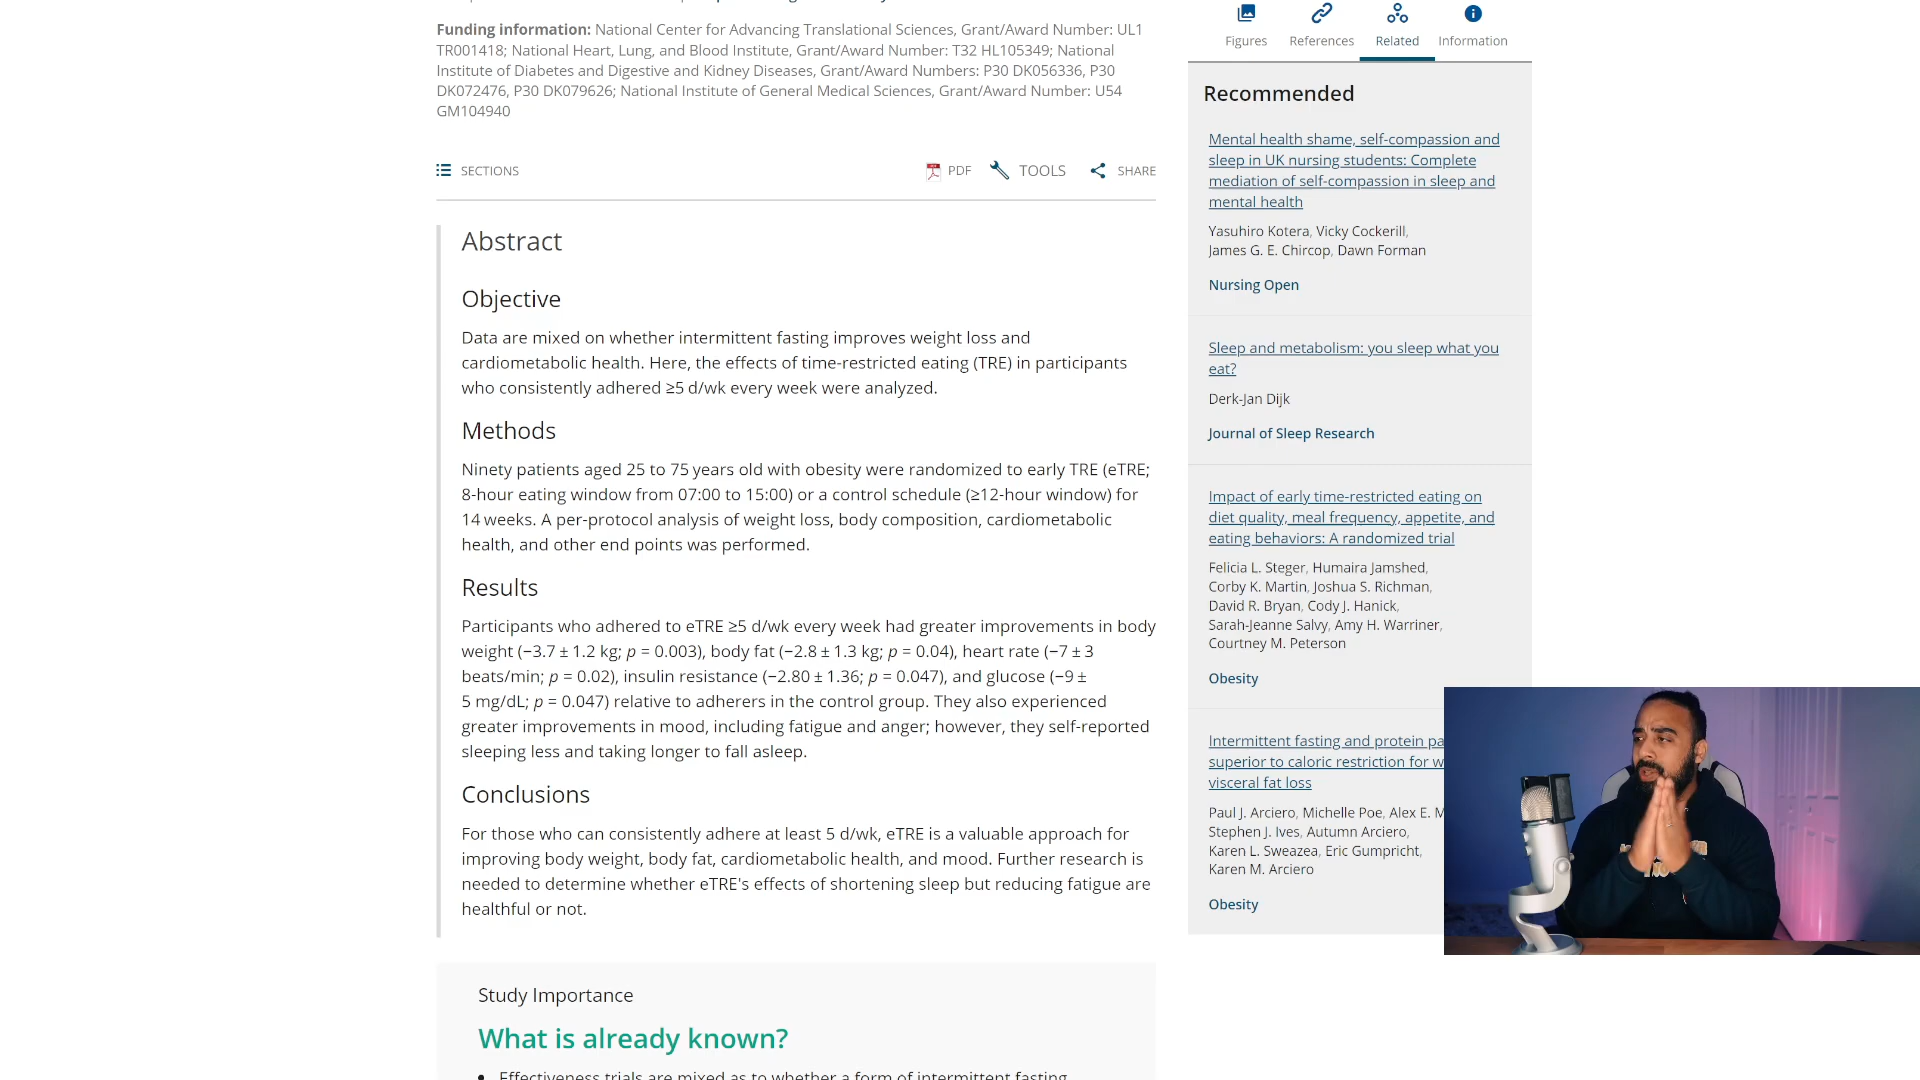 Funding information: National Center for Advancing Translational Sciences, Grant/Award Number: UL1
TR001418; National Heart, Lung, and Blood Institute, Grant/Award Number: T32 HL105349; National
Institute of Diabetes and Digestive and Kidney Diseases, Grant/Award Numbers: P30 DK056336, P30
DK072476, P30 DK079626; National Institute of General Medical Sciences, Grant/Award Number: U54
GM104940
SECTIONS
PDF
TOOLS
SHARE
Abstract
Objective
Data are mixed on whether intermittent fasting improves weight loss and
cardiometabolic health. Here, the effects of time-restricted eating (TRE) in participants
who consistently adhered ≥5 d/wk every week were analyzed.
Methods
Ninety patients aged 25 to 75 years old with obesity were randomized to early TRE (eTRE;
8-hour eating window from 07:00 to 15:00) or a control schedule (≥12-hour window) for
14 weeks. A per-protocol analysis of weight loss, body composition, cardiometabolic
health, and other end points was performed.
Results
Participants who adhered to eTRE ≥5 d/wk every week had greater improvements in body
weight (−3.7 ± 1.2 kg; p = 0.003), body fat (−2.8 ± 1.3 kg; p = 0.04), heart rate (−7 ± 3
beats/min; p = 0.02), insulin resistance (−2.80 ± 1.36; p = 0.047), and glucose (−9 ±
5 mg/dL; p = 0.047) relative to adherers in the control group. They also experienced
greater improvements in mood, including fatigue and anger; however, they self-reported
sleeping less and taking longer to fall asleep.
Conclusions
For those who can consistently adhere at least 5 d/wk, eTRE is a valuable approach for
improving body weight, body fat, cardiometabolic health, and mood. Further research is
needed to determine whether eTRE's effects of shortening sleep but reducing fatigue are
healthful or not.
Study Importance
What is already known?
• Effectiveness trials are mixed as to whether a form of intermittent fasting
Figures
References
Related
Information
Recommended
Mental health shame, self-compassion and
sleep in UK nursing students: Complete
mediation of self-compassion in sleep and
mental health
Yasuhiro Kotera, Vicky Cockerill,
James G. E. Chircop, Dawn Forman
Nursing Open
Sleep and metabolism: you sleep what you
eat?
Derk-Jan Dijk
Journal of Sleep Research
Impact of early time-restricted eating on
diet quality, meal frequency, appetite, and
eating behaviors: A randomized trial
Felicia L. Steger, Humaira Jamshed,
Corby K. Martin, Joshua S. Richman,
David R. Bryan, Cody J. Hanick,
Sarah-Jeanne Salvy, Amy H. Warriner,
Courtney M. Peterson
Obesity
Intermittent fasting and protein pa
superior to caloric restriction for w
visceral fat loss
Paul J. Arciero, Michelle Poe, Alex E. M
Stephen J. Ives, Autumn Arciero,
Karen L. Sweazea, Eric Gumpricht,
Karen M. Arciero
Obesity